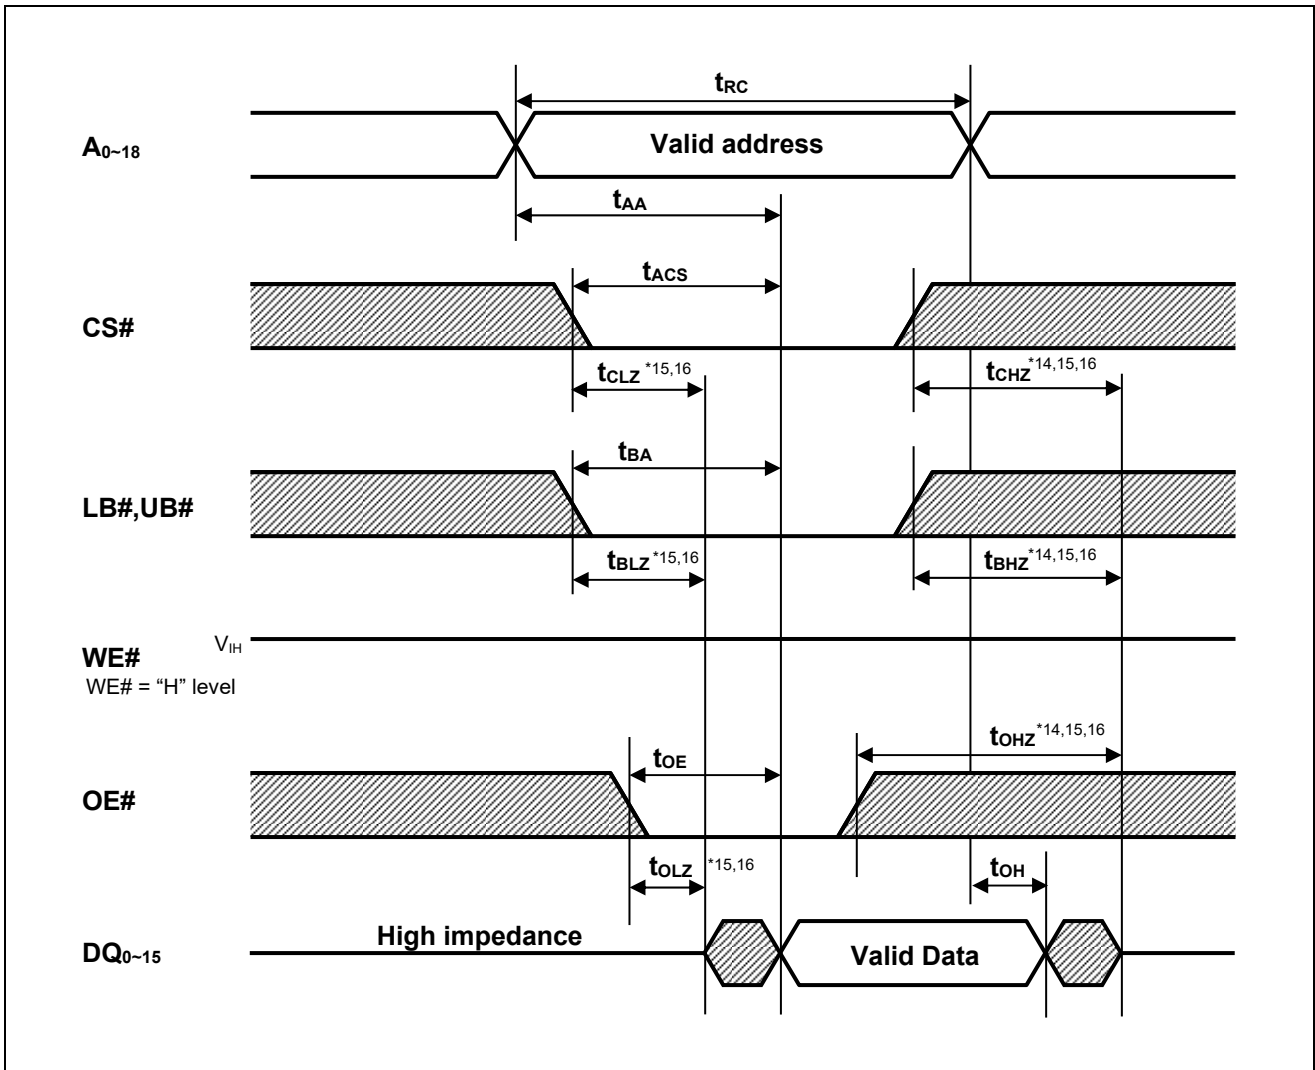 tRC
A0~18
Valid address
tAA
tACS
CS#
tCLZ *15,16
tCHZ*14,15,16
tBA
LB#,UB#
tBLZ*15,16
tBHZ*14,15,16
VIH
WE#
WE# = “H” level
tOHZ*14,15,16
tOE
OE#
tOLZ *15,16
tOH
High impedance
DQ0~15
Valid Data